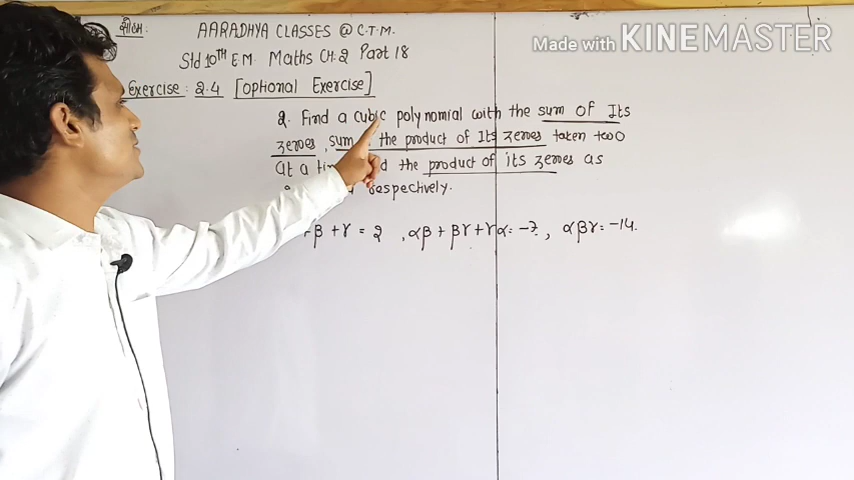 श्रीः AARADHYA CLASSES @ C.T.M.
Made with KINEMASTER
Std 10TH E.M. Maths CH.2 Part 18
Exercise : 2.4 [optional Exercise]
2. Find a cubic polynomial with the sum of Its
zeroes, sum the product of Its zeroes taken two
at a the product of its zeroes as
respectively.
+ β + γ = 2 , αβ + βγ + γα = -7 , αβγ = -14.